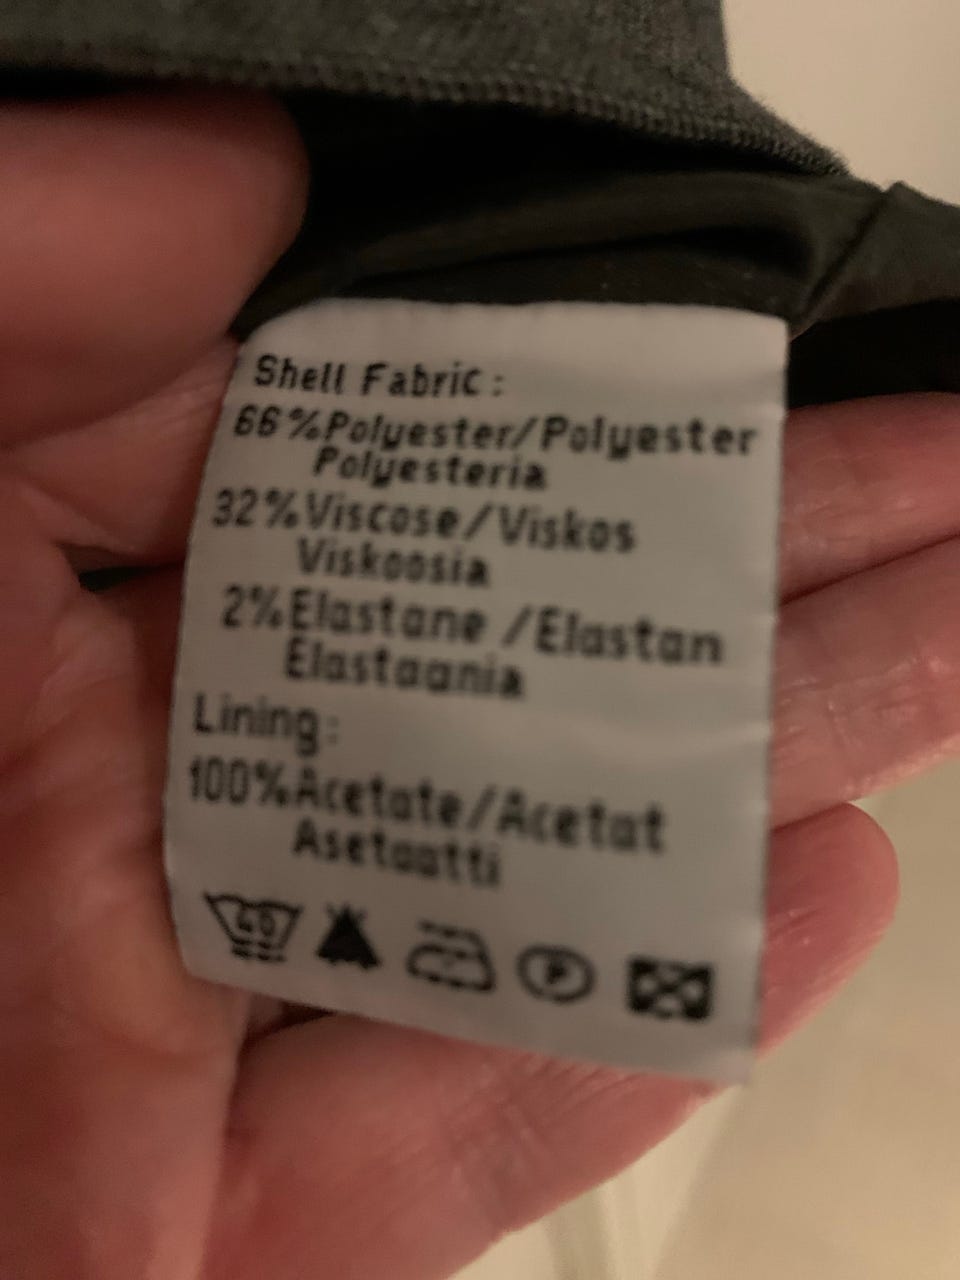 Shell Fabric:
66%Polyester/Polyester
Polyesteria
32%Viscose/Viskos
Viskoosia
2%Elastane /Elastan
Elastaania
Lining:
100%Acetate/Acetat
Asetaatti
40
P